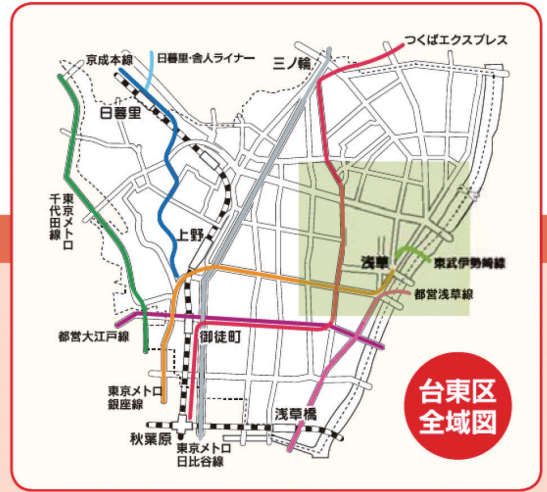 つくばエクスプレス
京成本線
日暮里・舎人ライナー
三ノ輪
日暮里
東京メトロ
千代田線
上野
浅草
東武伊勢崎線
都営浅草線
都営大江戸線
御徒町
東京メトロ
銀座線
浅草橋
秋葉原
東京メトロ
日比谷線
台東区
全域図